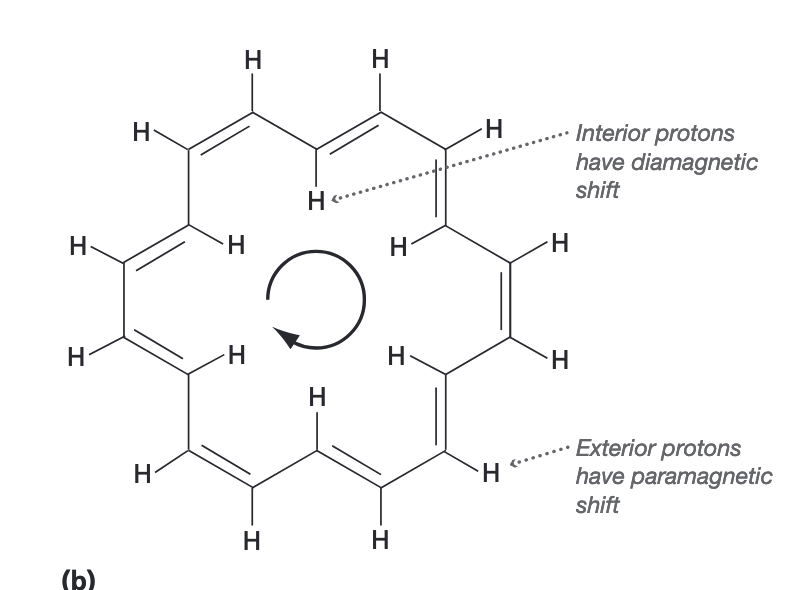 H H
H H Interior protons
have diamagnetic
shift
H
H H H H
H H H H
H
H H Exterior protons
have paramagnetic
shift
H H
(b)